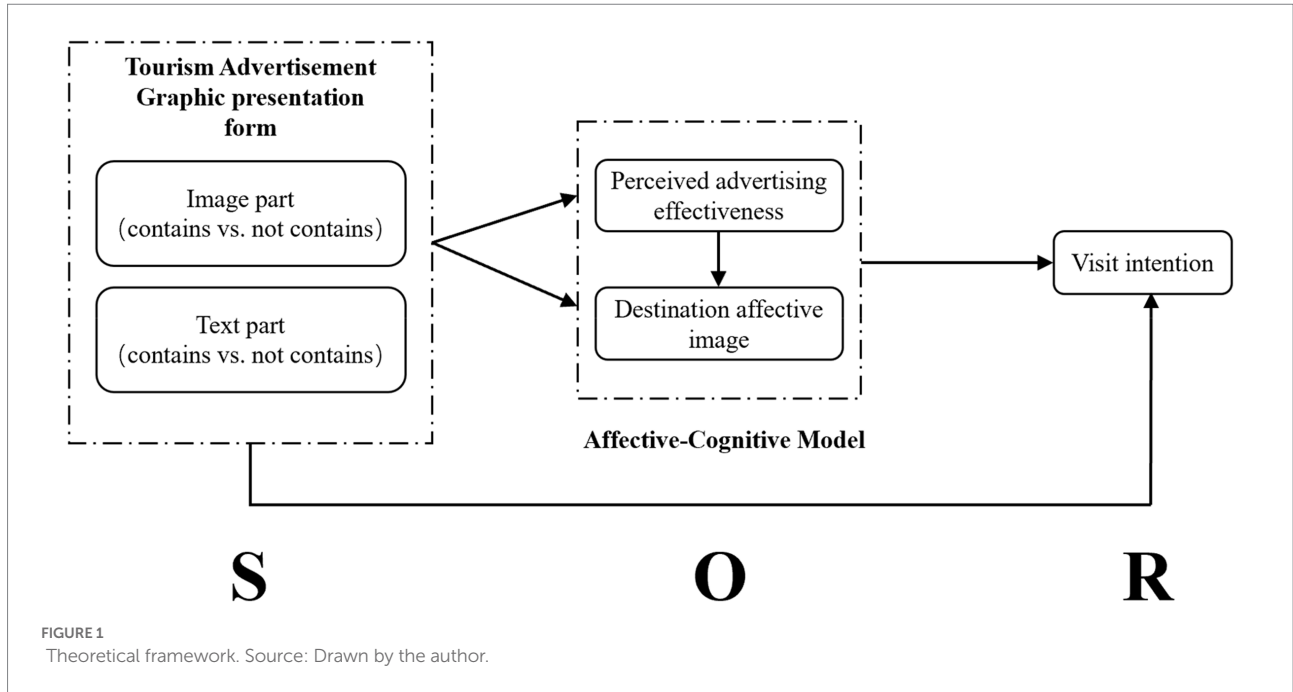 Tourism Advertisement
Graphic presentation
form
Image part
(contains vs. not contains)
Text part
(contains vs. not contains)
Perceived advertising
effectiveness
Destination affective
image
Affective-Cognitive Model
Visit intention
S
O
R
FIGURE 1
Theoretical framework. Source: Drawn by the author.